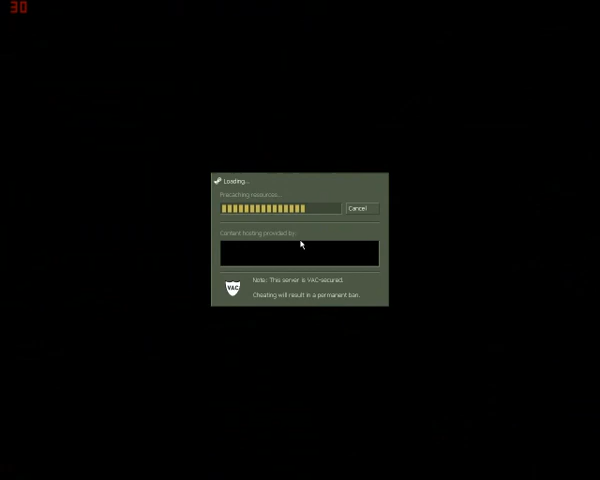 30
Loading...
Precaching resources...
Cancel
Content hosting provided by:
VAC
Note: This server is VAC-secured.
Cheating will result in a permanent ban.